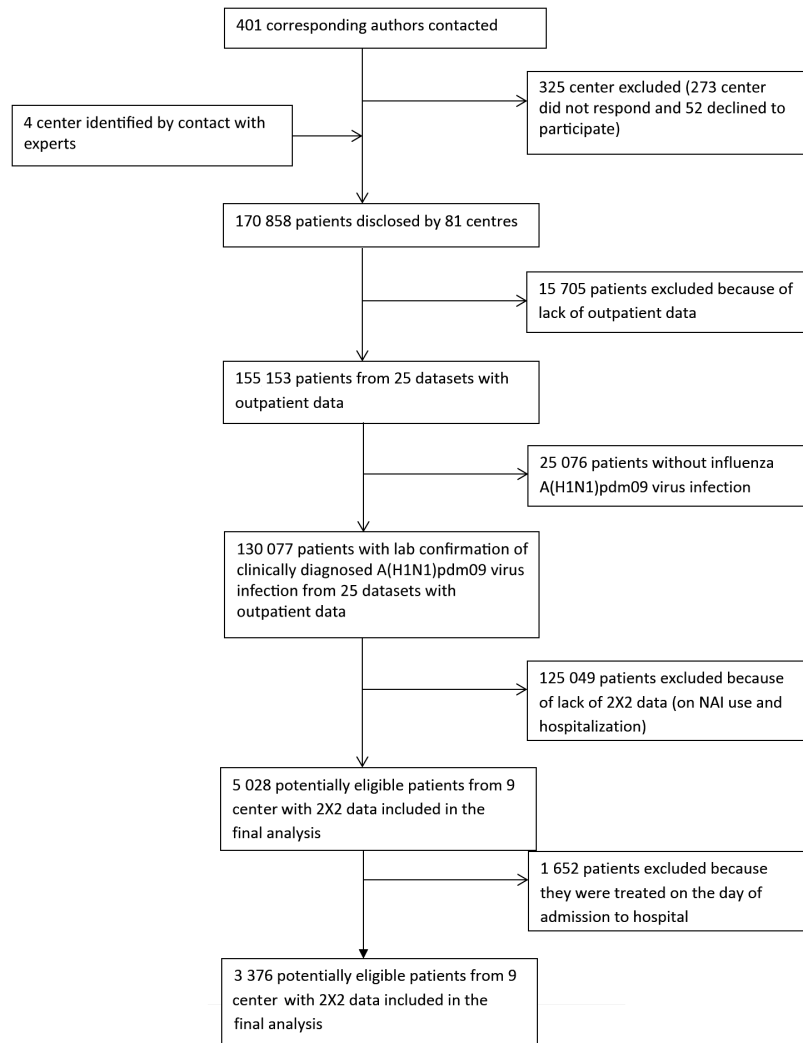 401 corresponding authors contacted
325 center excluded (273 center
did not respond and 52 declined to
participate)
4 center identified by contact with
experts
170 858 patients disclosed by 81 centres
15 705 patients excluded because of
lack of outpatient data
155 153 patients from 25 datasets with
outpatient data
25 076 patients without influenza
A(H1N1)pdm09 virus infection
130 077 patients with lab confirmation of
clinically diagnosed A(H1N1)pdm09 virus
infection from 25 datasets with
outpatient data
125 049 patients excluded because
of lack of 2X2 data (on NAI use and
hospitalization)
5 028 potentially eligible patients from 9
center with 2X2 data included in the
final analysis
1 652 patients excluded because
they were treated on the day of
admission to hospital
3 376 potentially eligible patients from 9
center with 2X2 data included in the
final analysis